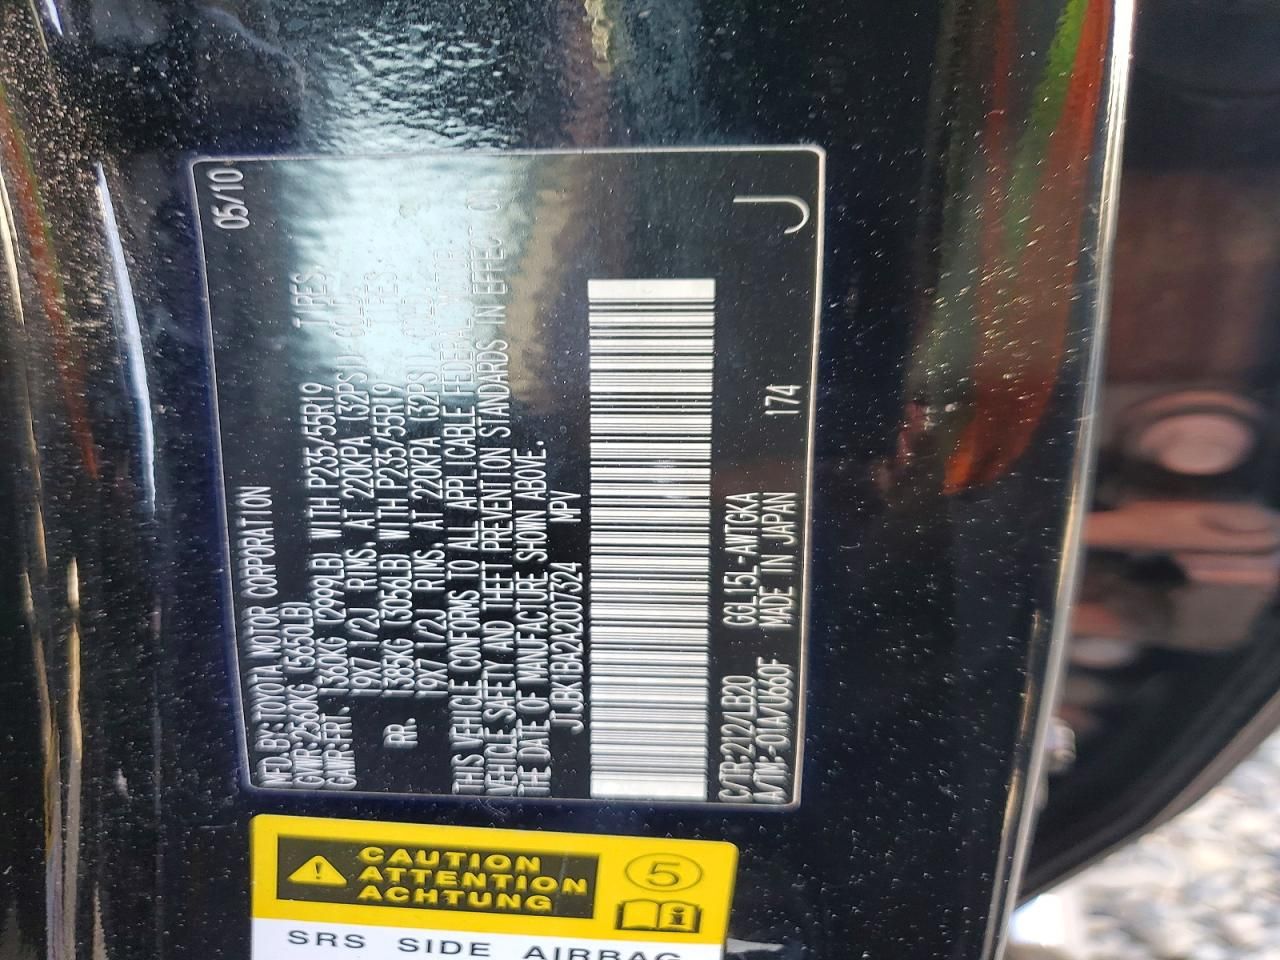 MFD.BY:TOYOTA MOTOR CORPORATION 05/10
GVWR:2560KG (5650LB)
GAWR:FRT. 1360KG (2999LB) WITH P235/55R19 TIRES,
19X7 1/2J RIMS, AT 220KPA (32PSI) COLD.
RR. 1385KG (3056LB) WITH P235/55R19 TIRES,
19X7 1/2J RIMS, AT 220KPA (32PSI) COLD.
THIS VEHICLE CONFORMS TO ALL APPLICABLE FEDERAL MOTOR
VEHICLE SAFETY AND THEFT PREVENTION STANDARDS IN EFFECT ON
THE DATE OF MANUFACTURE SHOWN ABOVE.
JTJBK1BA2A2007324 MPV
C/TR:212/LB20 GGL15L-AWTGKA
A/TM:-01A/U660F MADE IN JAPAN 174
J
CAUTION
ATTENTION
ACHTUNG
5
i
SRS SIDE AIRBAG